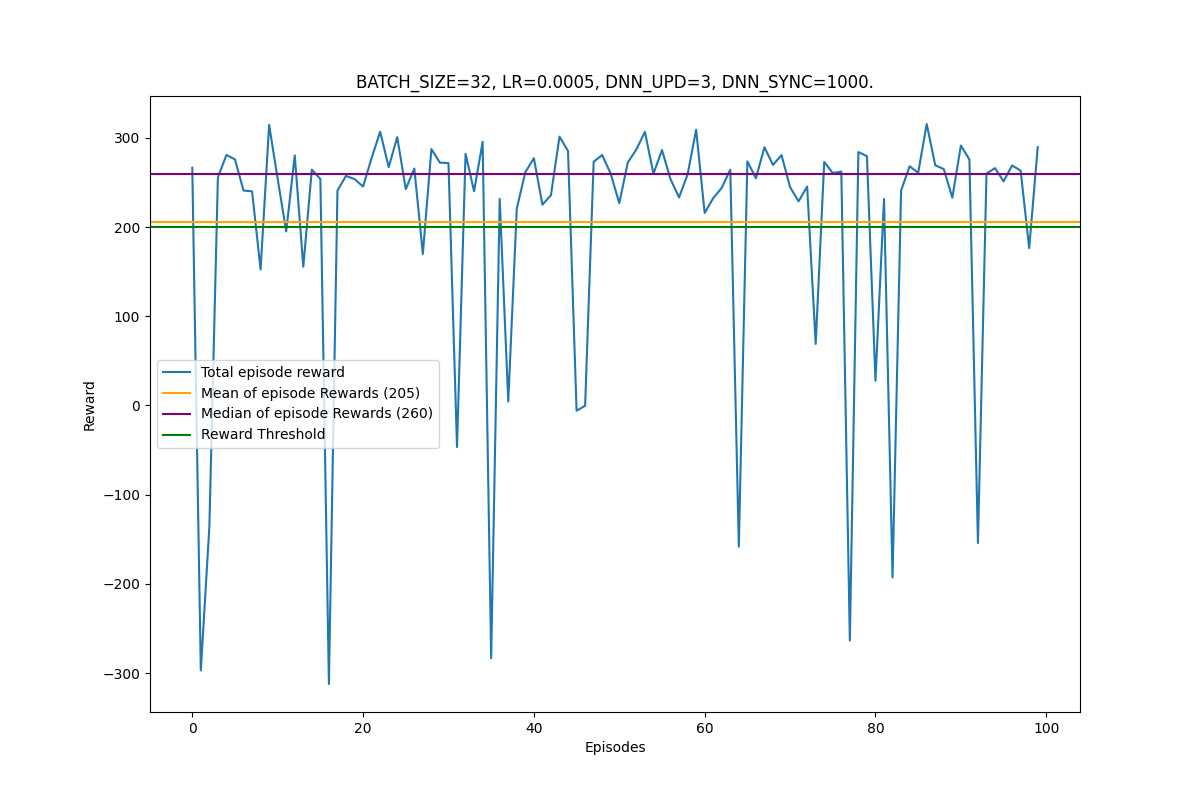 BATCH_SIZE=32, LR=0.0005, DNN_UPD=3, DNN_SYNC=1000.
300
200
100
0
−100
−200
−300
Reward
Total episode reward
Mean of episode Rewards (205)
Median of episode Rewards (260)
Reward Threshold
0 20 40 60 80 100
Episodes